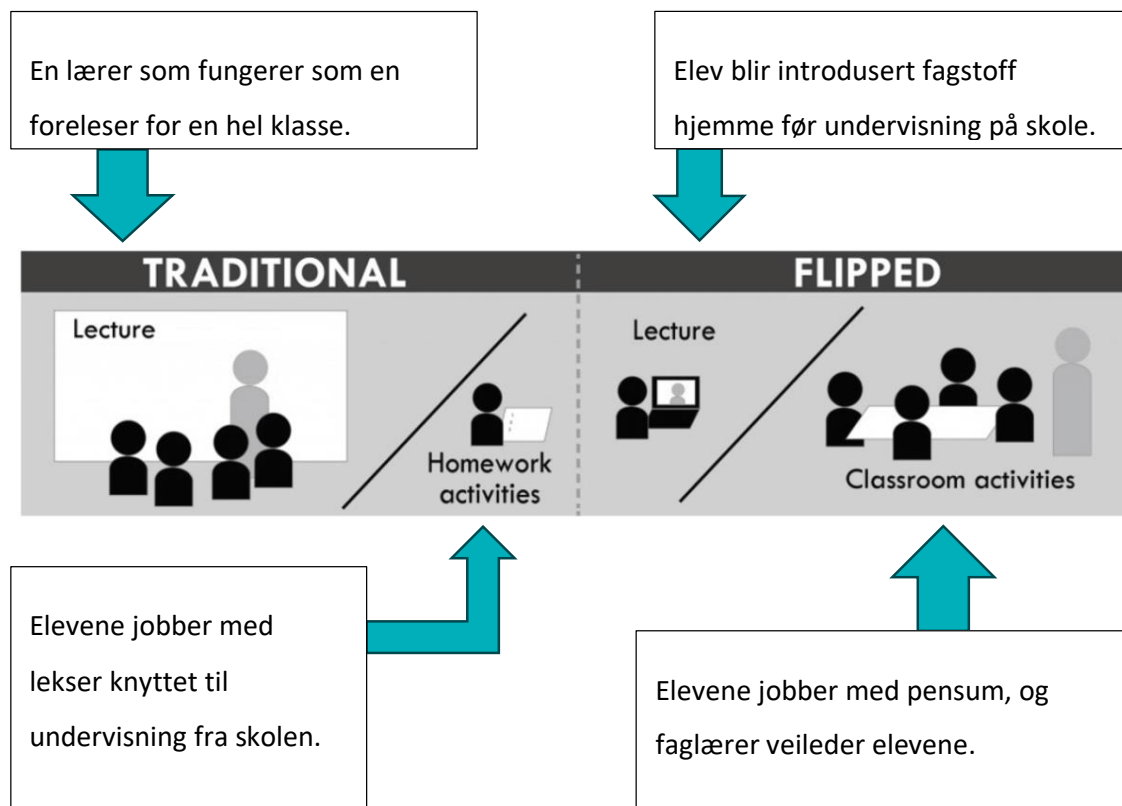 En lærer som fungerer som en
foreleser for en hel klasse.
Elev blir introdusert fagstoff
hjemme før undervisning på skole.
TRADITIONAL
FLIPPED
Lecture
Homework
activities
Lecture
Classroom activities
Elevene jobber med
lekser knyttet til
undervisning fra skolen.
Elevene jobber med pensum, og
faglærer veileder elevene.